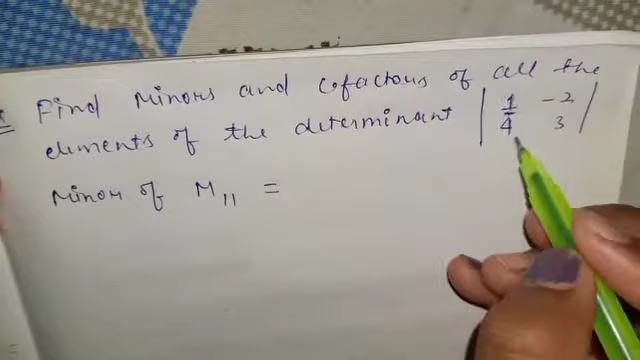 Find Minors and cofactors of all the
elements of the determinant | 1 -2 |
| 4 3 |
Minor of M11 =